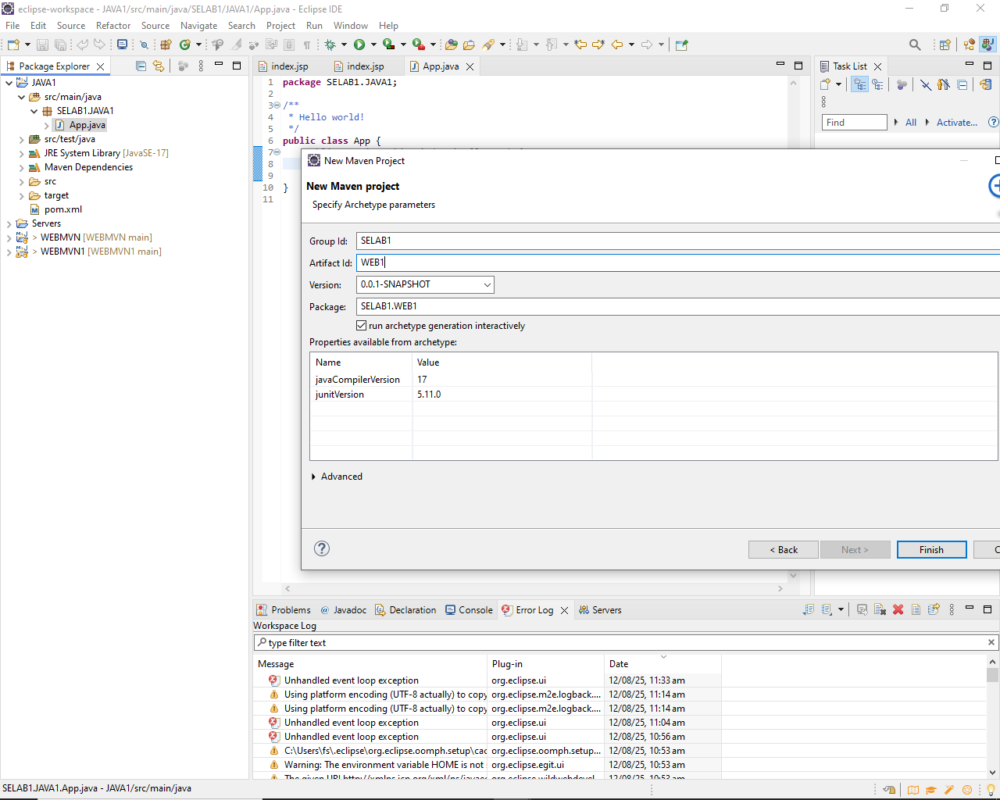 eclipse-workspace - JAVA1/src/main/java/SELAB1/JAVA1/App.java - Eclipse IDE
File Edit Source Refactor Source Navigate Search Project Run Window Help
Package Explorer
JAVA1
src/main/java
SELAB1.JAVA1
App.java
src/test/java
JRE System Library [JavaSE-17]
Maven Dependencies
src
target
pom.xml
Servers
> WEBMVN [WEBMVN main]
> WEBMVN1 [WEBMVN1 main]
index.jsp index.jsp App.java
1 package SELAB1.JAVA1;
2
3 /**
4 * Hello world!
5 */
6 public class App {
7
8
9
10 }
11
Task List
Find All Activate...
New Maven Project
New Maven project
Specify Archetype parameters
Group Id: SELAB1
Artifact Id: WEB1
Version: 0.0.1-SNAPSHOT
Package: SELAB1.WEB1
run archetype generation interactively
Properties available from archetype:
Name Value
javaCompilerVersion 17
junitVersion 5.11.0
Advanced
< Back Next > Finish C
Problems @ Javadoc Declaration Console Error Log Servers
Workspace Log
type filter text
Message Plug-in Date
Unhandled event loop exception org.eclipse.ui 12/08/25, 11:33 am
Using platform encoding (UTF-8 actually) to copy org.eclipse.m2e.logback.... 12/08/25, 11:14 am
Using platform encoding (UTF-8 actually) to copy org.eclipse.m2e.logback.... 12/08/25, 11:14 am
Unhandled event loop exception org.eclipse.ui 12/08/25, 11:04 am
Unhandled event loop exception org.eclipse.ui 12/08/25, 10:56 am
C:\Users\fs\.eclipse\org.eclipse.oomph.setup\cac org.eclipse.oomph.setup... 12/08/25, 10:53 am
Warning: The environment variable HOME is not org.eclipse.egit.ui 12/08/25, 10:53 am
SELAB1.JAVA1.App.java - JAVA1/src/main/java